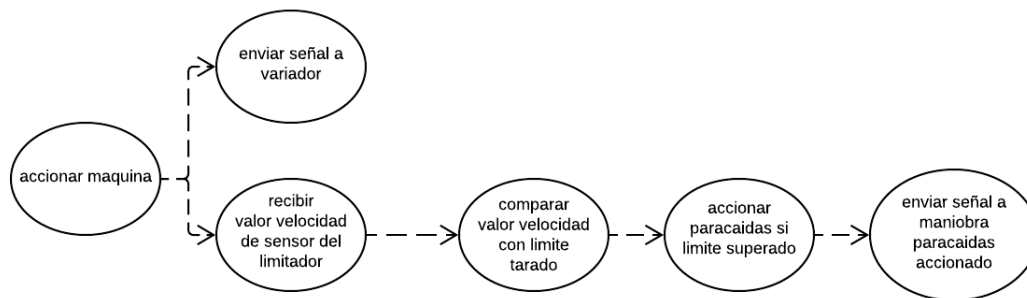 enviar señal a
variador
accionar maquina
recibir
valor velocidad
de sensor del
limitador
comparar
valor velocidad
con limite
tarado
accionar
paracaidas si
limite superado
enviar señal a
maniobra
paracaidas
accionado